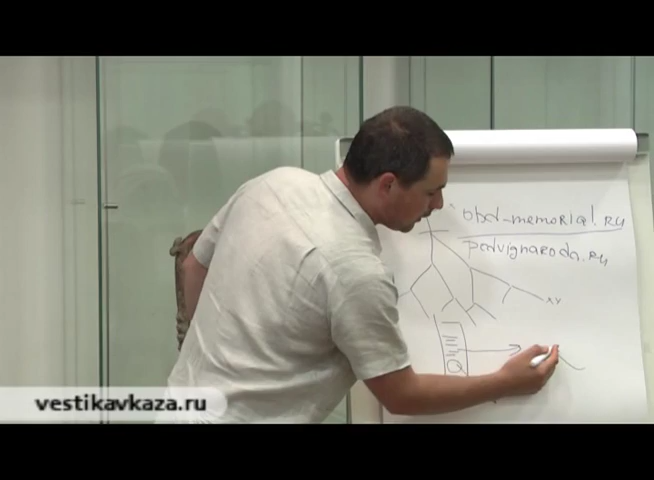 obd-memorial.ru
podvignaroda.ru
XY
Q
vestikavkaza.ru